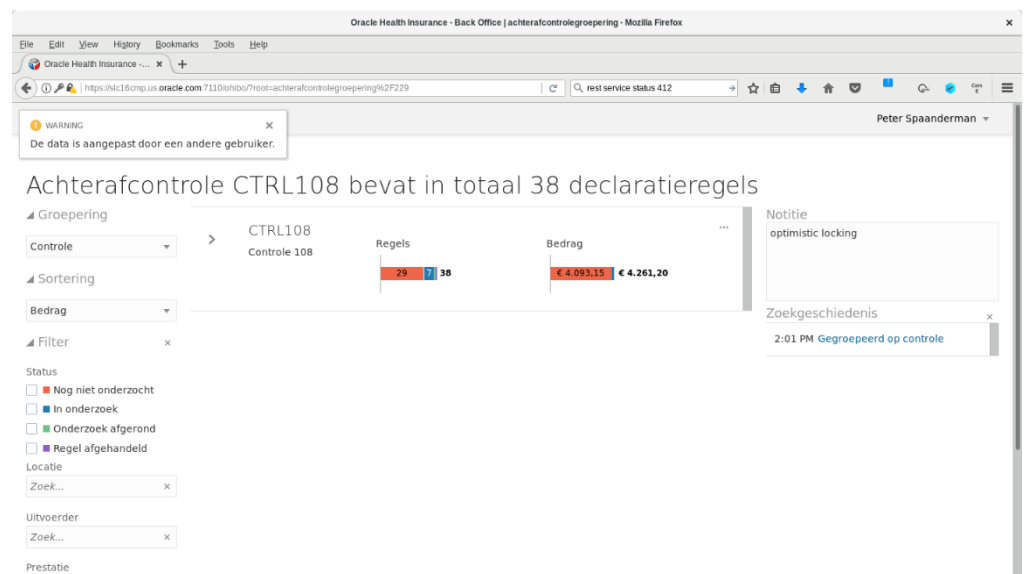 Oracle Health Insurance - Back Office | achterafcontrolegroepering - Mozilla Firefox
File Edit View History Bookmarks Tools Help
Oracle Health Insurance -...
https://slc16cmp.us.oracle.com:7110/ohibo/?root=achterafcontrolegroepering%2F229
rest service status 412
WARNING
De data is aangepast door een andere gebruiker.
Peter Spaanderman
Achterafcontrole CTRL108 bevat in totaal 38 declaratieregels
Groepering
Controle
Sortering
Bedrag
Filter
Status
Nog niet onderzocht
In onderzoek
Onderzoek afgerond
Regel afgehandeld
Locatie
Zoek...
Uitvoerder
Zoek...
Prestatie
CTRL108
Controle 108
Regels
29 7 38
Bedrag
€ 4.093,15 € 4.261,20
...
Notitie
optimistic locking
Zoekgeschiedenis
2:01 PM Gegroepeerd op controle